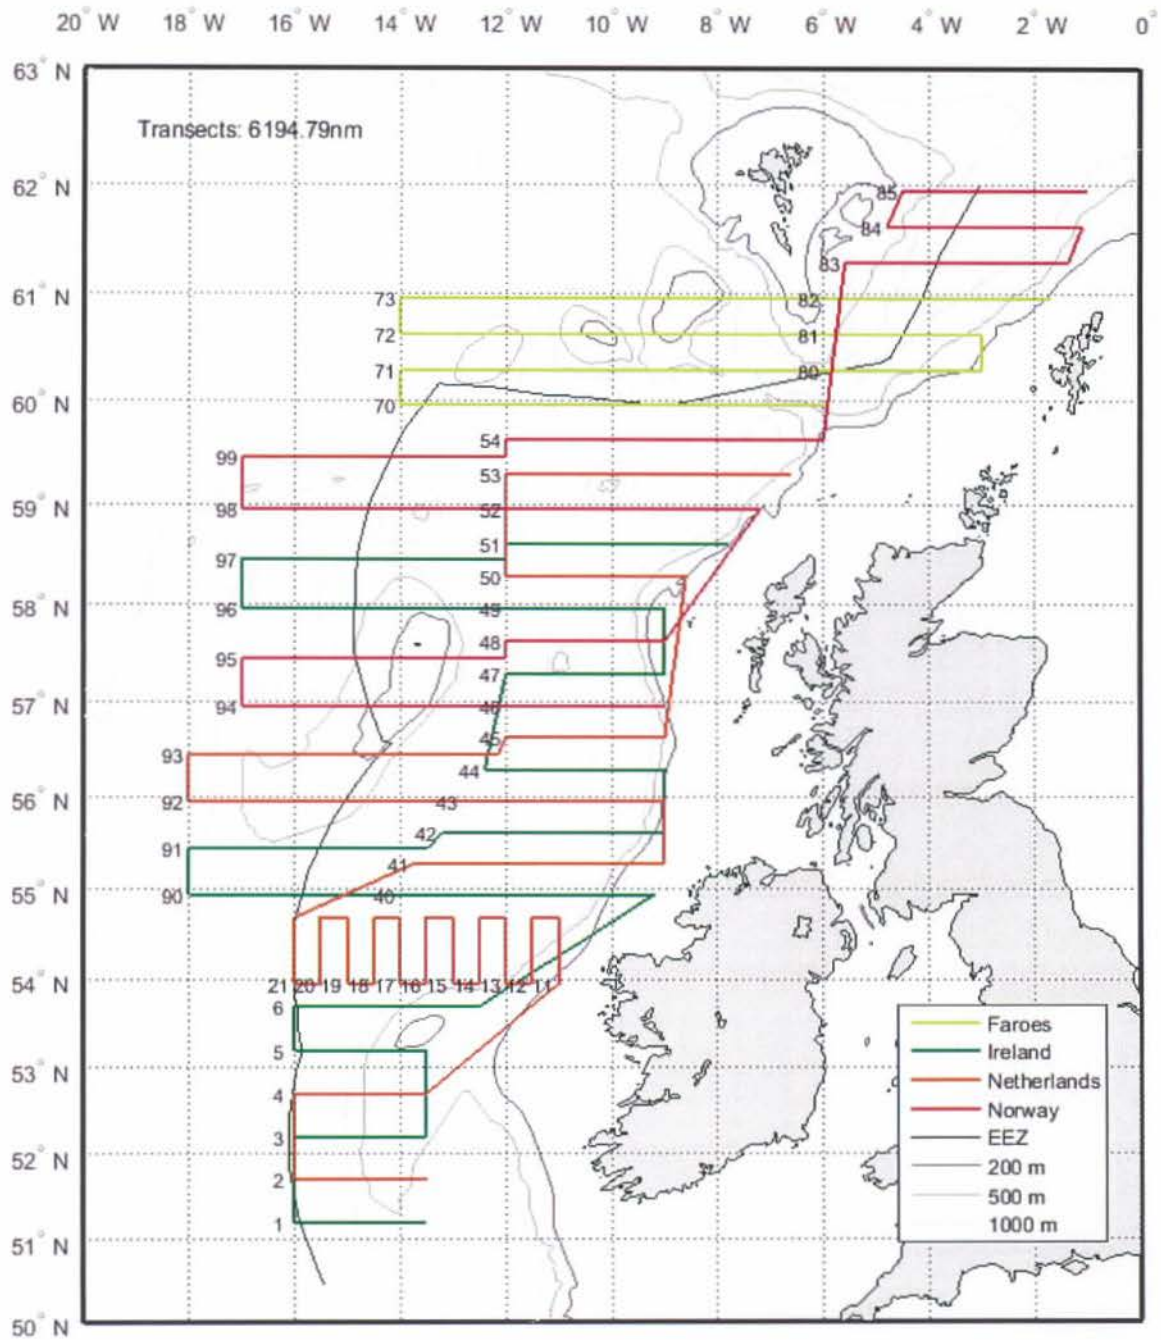 20° W 18° W 16° W 14° W 12° W 10° W 8° W 6° W 4° W 2° W 0°
63° N
Transects: 6194.79nm
62° N
85
84
83
61° N
73
82
72
81
71
80
60° N
70
54
99
53
59° N
98
52
51
97
50
58° N
96
49
48
95
47
57° N
94
46
45
93
44
56° N
92
43
42
91
41
55° N
90
40
54° N
21 20 19 18 17 16 15 14 13 12 11
6
5
53° N
4
3
52° N
2
1
51° N
50° N
Faroes
Ireland
Netherlands
Norway
EEZ
200 m
500 m
1000 m